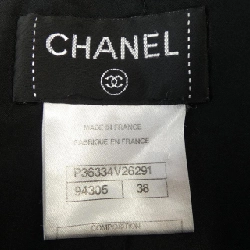 CHANEL
MADE IN FRANCE
FABRIQUE EN FRANCE
P36334V26291
94305 38
COMPOSITION